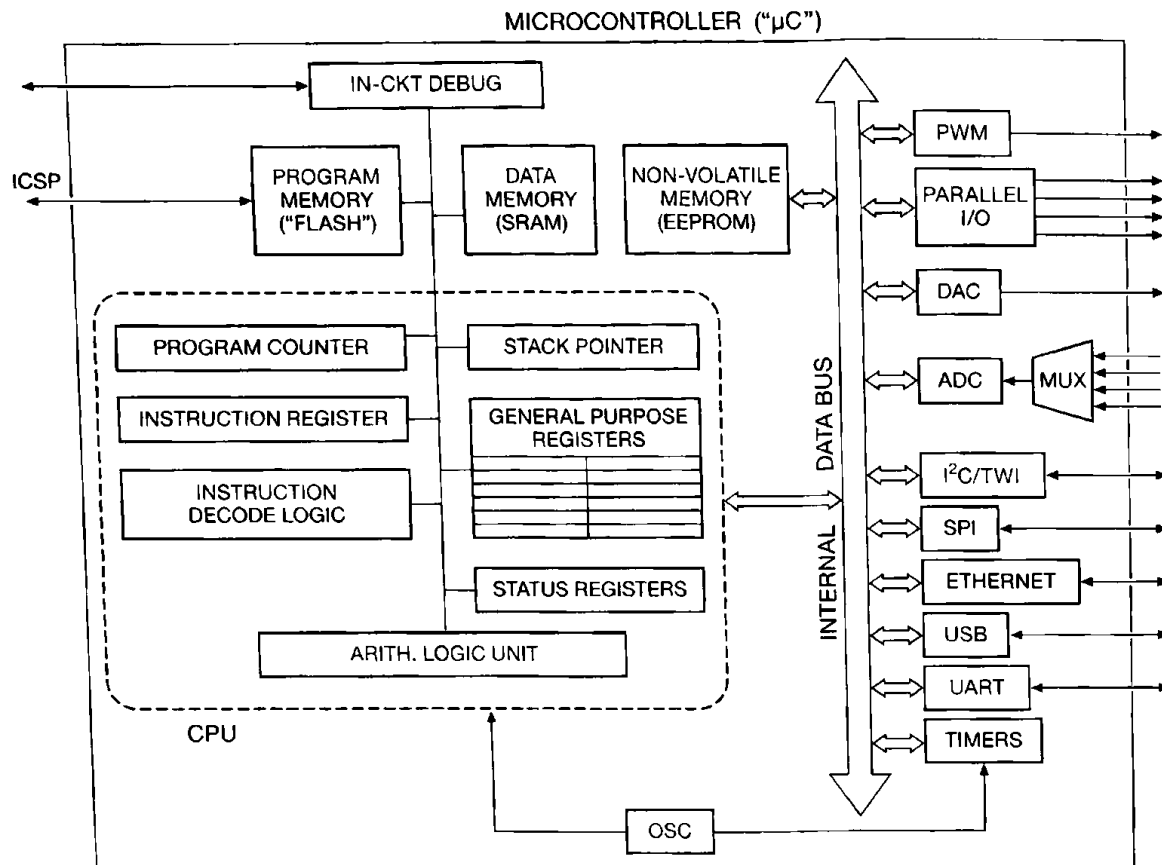 MICROCONTROLLER ("µC")
IN-CKT DEBUG
ICSP
PROGRAM
MEMORY
("FLASH")
DATA
MEMORY
(SRAM)
NON-VOLATILE
MEMORY
(EEPROM)
PWM
PARALLEL
I/O
DAC
ADC
MUX
PROGRAM COUNTER
STACK POINTER
INSTRUCTION REGISTER
GENERAL PURPOSE
REGISTERS
INSTRUCTION
DECODE LOGIC
STATUS REGISTERS
ARITH. LOGIC UNIT
CPU
INTERNAL DATA BUS
I²C/TWI
SPI
ETHERNET
USB
UART
TIMERS
OSC